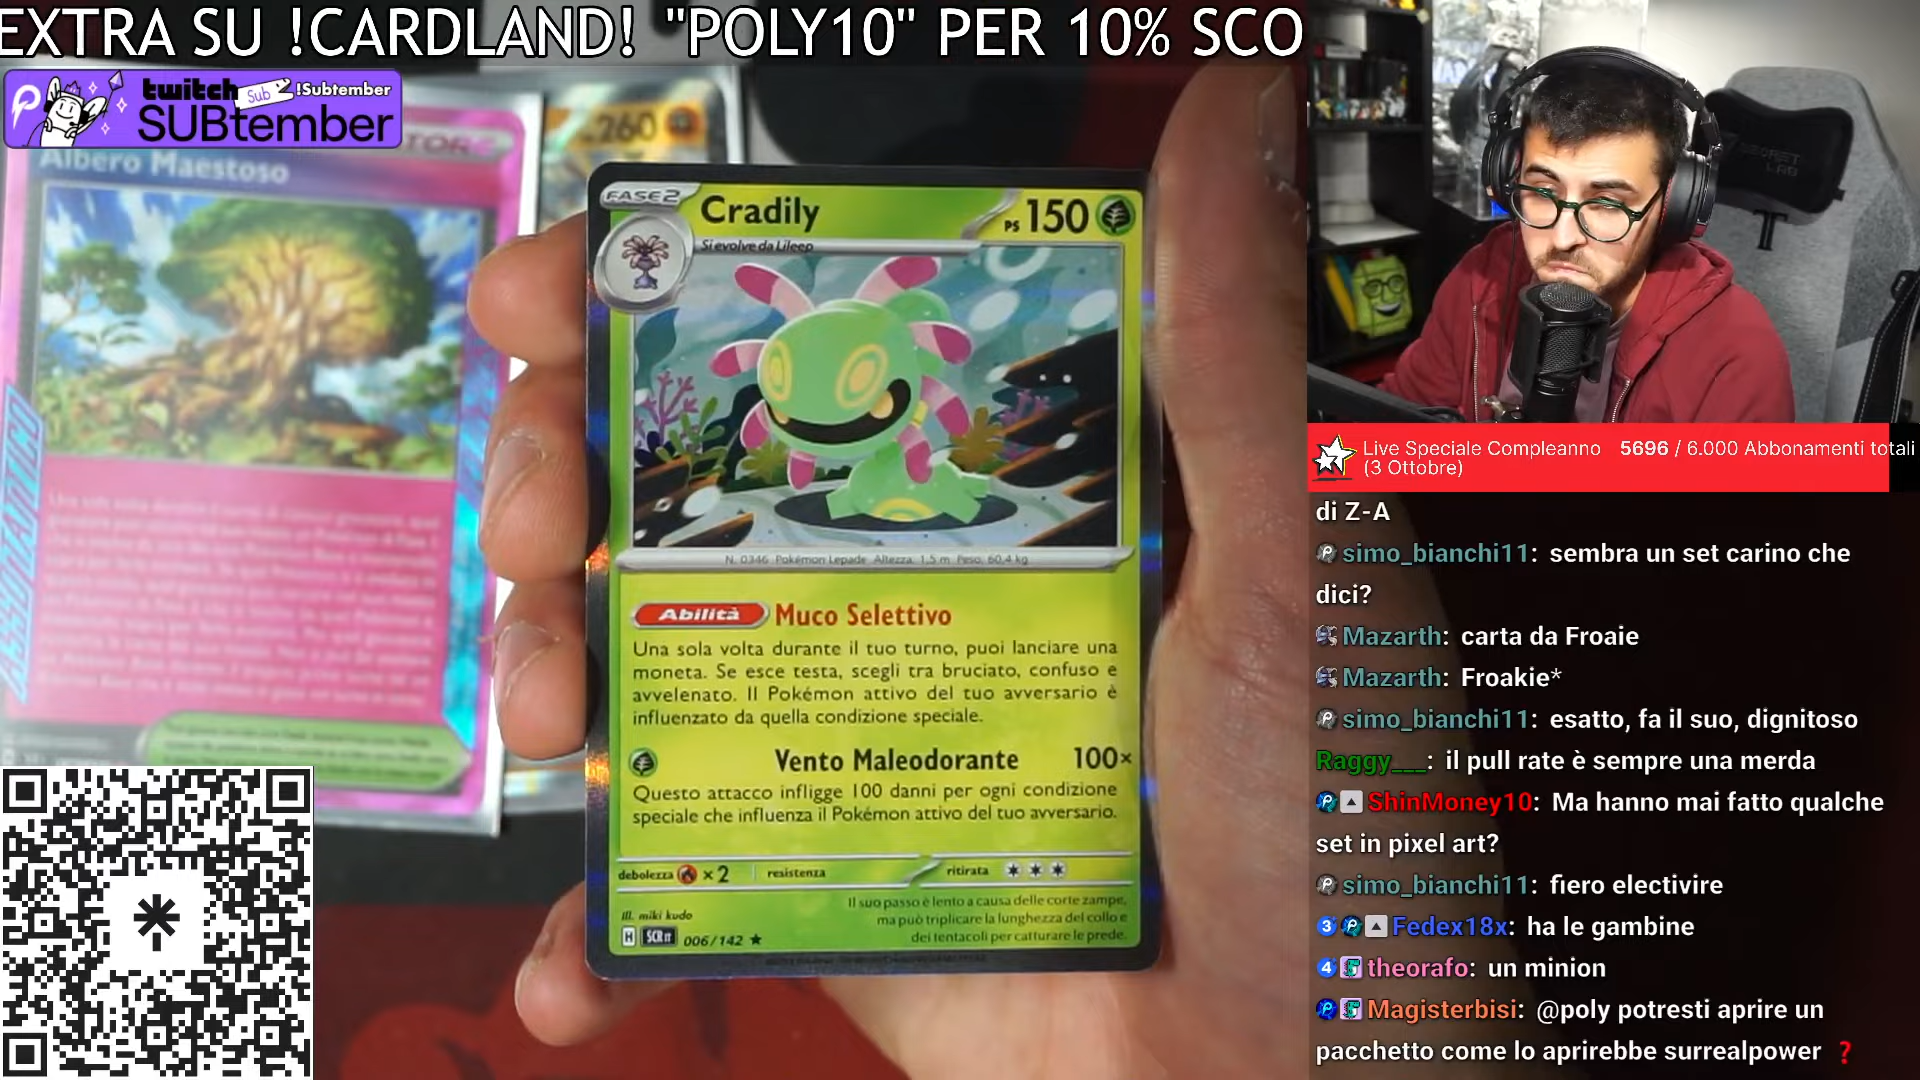 EXTRA SU !CARDLAND! "POLY10" PER 10% SCO
twitch Sub !Subtember
SUBtember
Albero Maestoso
ASSONANTICO
260
FASE2
Cradily
PS 150
Si evolve da Lileep
N. 0346 Pokémon Lepade Altezza: 1,5 m Peso: 60,4 kg
Abilità Muco Selettivo
Una sola volta durante il tuo turno, puoi lanciare una
moneta. Se esce testa, scegli tra bruciato, confuso e
avvelenato. Il Pokémon attivo del tuo avversario è
influenzato da quella condizione speciale.
Vento Maleodorante 100×
Questo attacco infligge 100 danni per ogni condizione
speciale che influenza il Pokémon attivo del tuo avversario.
debolezza ×2 resistenza ritirata
Il suo passo è lento a causa delle corte zampe,
ma può triplicare la lunghezza del collo e
dei tentacoli per catturare le prede.
Ill. miki kudo
H SCR IT 006/142 ★
SECRET
LAB
Live Speciale Compleanno 5696 / 6.000 Abbonamenti totali
(3 Ottobre)
di Z-A
simo_bianchi11: sembra un set carino che
dici?
Mazarth: carta da Froaie
Mazarth: Froakie*
simo_bianchi11: esatto, fa il suo, dignitoso
Raggy___: il pull rate è sempre una merda
ShinMoney10: Ma hanno mai fatto qualche
set in pixel art?
simo_bianchi11: fiero electivire
Fedex18x: ha le gambine
theorafo: un minion
Magisterbisi: @poly potresti aprire un
pacchetto come lo aprirebbe surrealpower ?